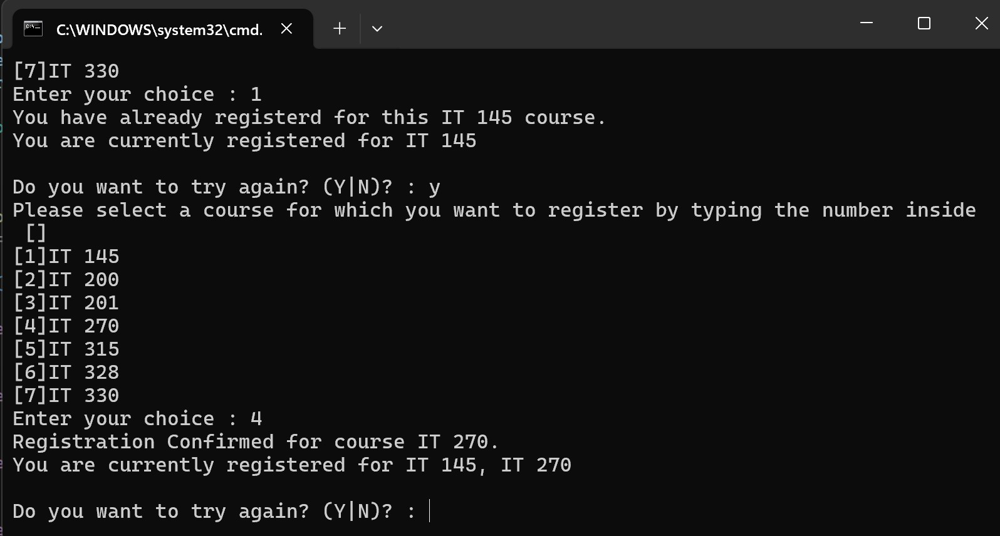 C:\WINDOWS\system32\cmd.
[7]IT 330
Enter your choice : 1
You have already registerd for this IT 145 course.
You are currently registered for IT 145
Do you want to try again? (Y|N)? : y
Please select a course for which you want to register by typing the number inside
[]
[1]IT 145
[2]IT 200
[3]IT 201
[4]IT 270
[5]IT 315
[6]IT 328
[7]IT 330
Enter your choice : 4
Registration Confirmed for course IT 270.
You are currently registered for IT 145, IT 270
Do you want to try again? (Y|N)? :